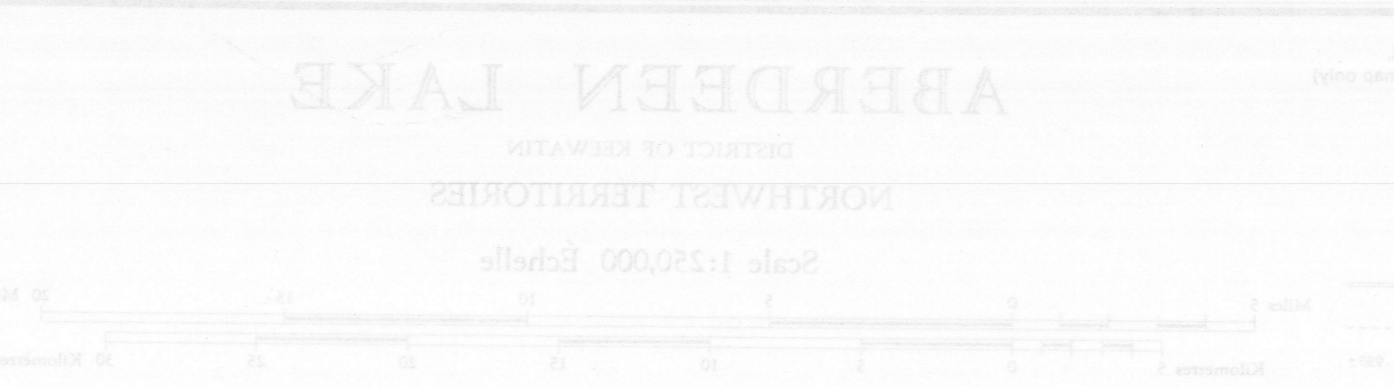 ABERDEEN LAKE
DISTRICT OF KEEWATIN
NORTHWEST TERRITORIES
Scale 1:250,000 Échelle
Miles 5 0 5 10 15 20
Kilometres 5 0 5 10 15 20 25 30 Kilometres